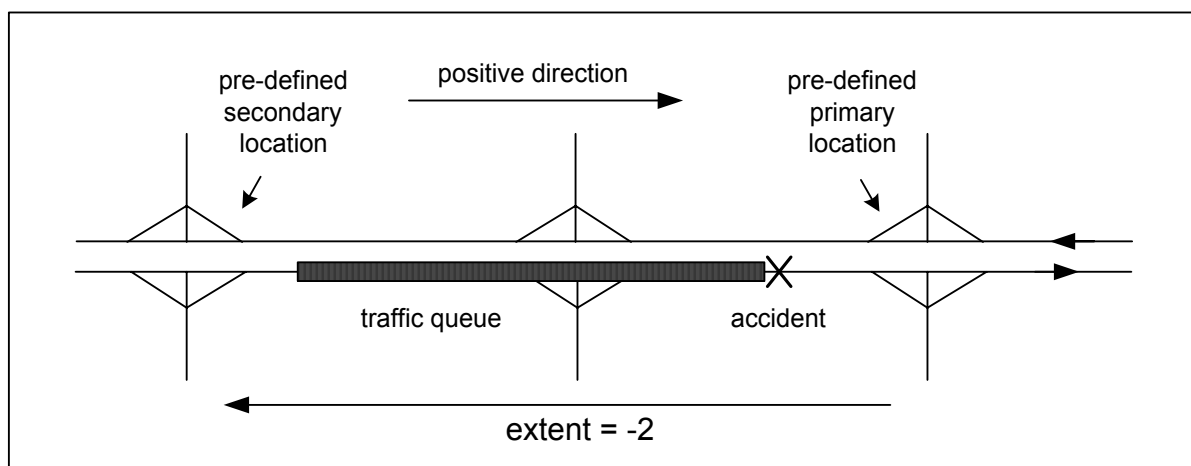 pre-defined
secondary
location
positive direction
pre-defined
primary
location
traffic queue
accident
extent = -2